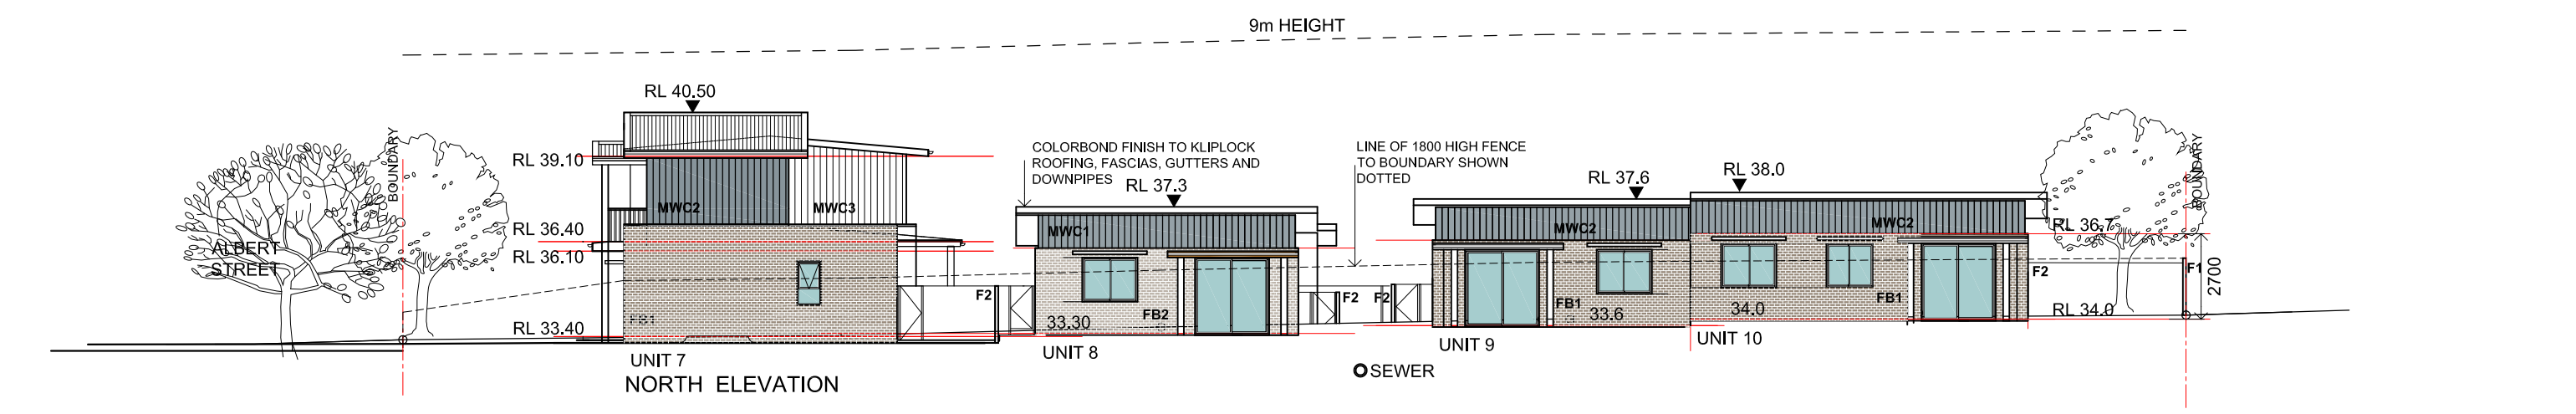 9m HEIGHT
RL 40.50
BOUNDARY
RL 39.10
COLORBOND FINISH TO KLIPLOCK
ROOFING, FASCIAS, GUTTERS AND
DOWNPIPES
RL 37.3
LINE OF 1800 HIGH FENCE
TO BOUNDARY SHOWN
DOTTED
RL 37.6
RL 38.0
BOUNDARY
MWC2
MWC3
MWC1
MWC2
MWC2
RL 36.7
RL 36.40
RL 36.10
ALBERT
STREET
F2
F2
F2
F2
F1
2700
FB1
FB2
FB1
FB1
RL 33.40
33.30
33.6
34.0
RL 34.0
UNIT 7
UNIT 8
UNIT 9
UNIT 10
SEWER
NORTH ELEVATION